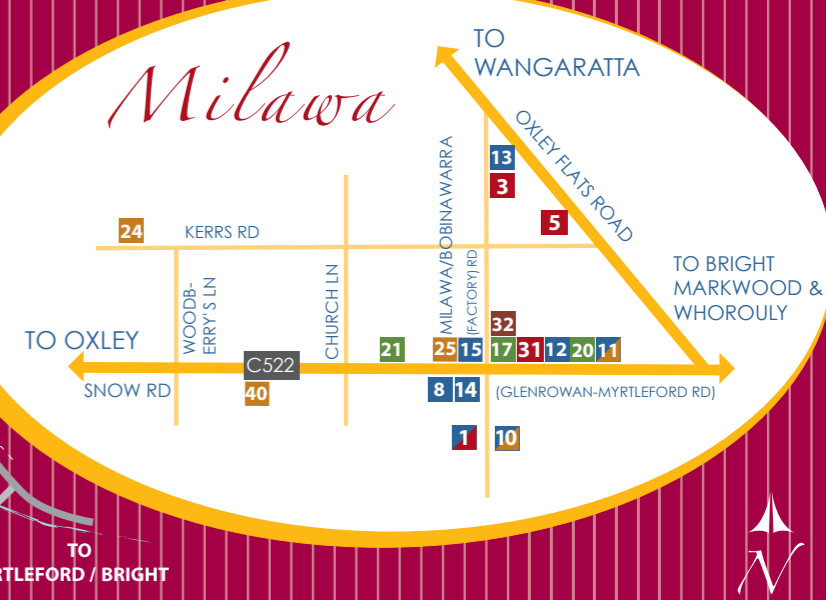 Milawa
TO
WANGARATTA
OXLEY FLATS ROAD
MILAWA/BOBINAWARRA
(FACTORY) RD
13
3
5
24
KERRS RD
TO BRIGHT
MARKWOOD &
WHOROULY
WOODB-
ERRY'S LN
CHURCH LN
32
TO OXLEY
21
25
15
17
31
12
20
11
C522
SNOW RD
40
8
14
(GLENROWAN-MYRTLEFORD RD)
1
10
TO
RTLEFORD / BRIGHT
N